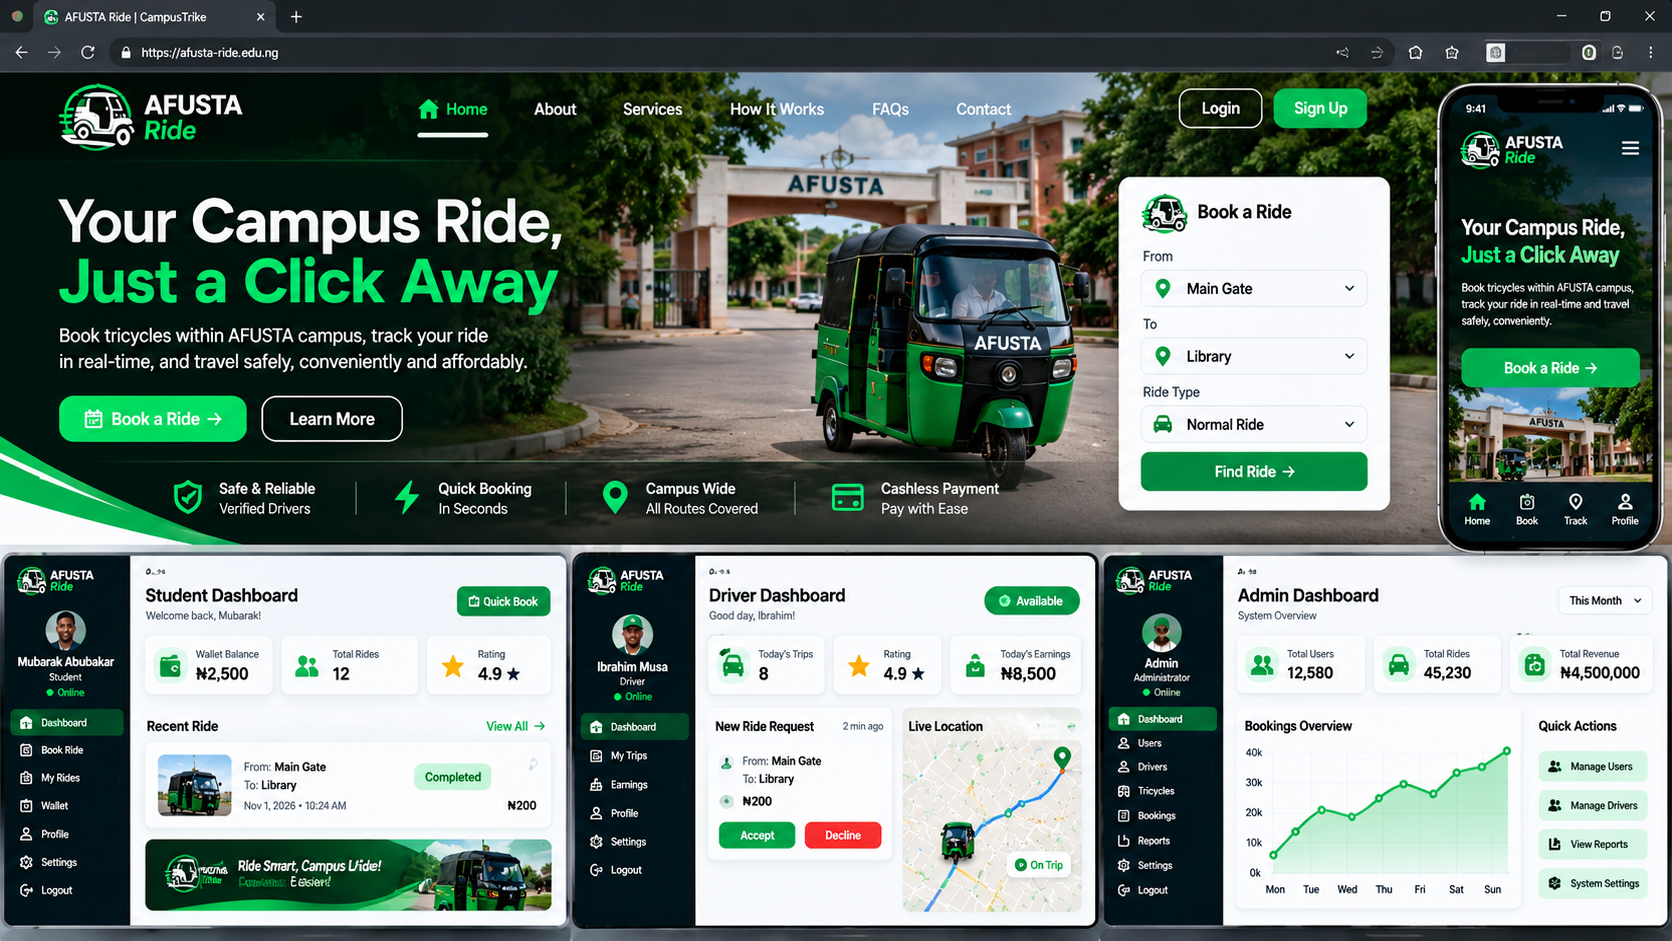 AFUSTA Ride | CampusTrike
https://afusta-ride.edu.ng
AFUSTA
Ride
Home
About
Services
How It Works
FAQs
Contact
Login
Sign Up
AFUSTA
Your Campus Ride,
Just a Click Away
Book tricycles within AFUSTA campus, track your ride
in real-time, and travel safely, conveniently and affordably.
Book a Ride →
Learn More
AFUSTA
Safe & Reliable
Verified Drivers
Quick Booking
In Seconds
Campus Wide
All Routes Covered
Cashless Payment
Pay with Ease
Book a Ride
From
Main Gate
To
Library
Ride Type
Normal Ride
Find Ride →
9:41
AFUSTA
Ride
Your Campus Ride,
Just a Click Away
Book tricycles within AFUSTA campus,
track your ride in real-time and travel
safely, conveniently.
Book a Ride →
AFUSTA
Home
Book
Track
Profile
AFUSTA
Ride
Mubarak Abubakar
Student
Online
Dashboard
Book Ride
My Rides
Wallet
Profile
Settings
Logout
Student Dashboard
Welcome back, Mubarak!
Quick Book
Wallet Balance
₦2,500
Total Rides
12
Rating
4.9 ★
Recent Ride
View All →
From: Main Gate
To: Library
Nov 1, 2026 • 10:24 AM
Completed
₦200
Ride Smart, Campus
AFUSTA
Ride
Ibrahim Musa
Driver
Online
Dashboard
My Trips
Earnings
Profile
Settings
Logout
Driver Dashboard
Good day, Ibrahim!
Available
Today's Trips
8
Rating
4.9 ★
Today's Earnings
₦8,500
New Ride Request
2 min ago
From: Main Gate
To: Library
₦200
Accept
Decline
Live Location
On Trip
AFUSTA
Ride
Admin
Administrator
Online
Dashboard
Users
Drivers
Tricycles
Bookings
Reports
Settings
Logout
Admin Dashboard
System Overview
This Month
Total Users
12,580
Total Rides
45,230
Total Revenue
₦4,500,000
Bookings Overview
40k
30k
20k
10k
0k
Mon
Tue
Wed
Thu
Fri
Sat
Sun
Quick Actions
Manage Users
Manage Drivers
View Reports
System Settings